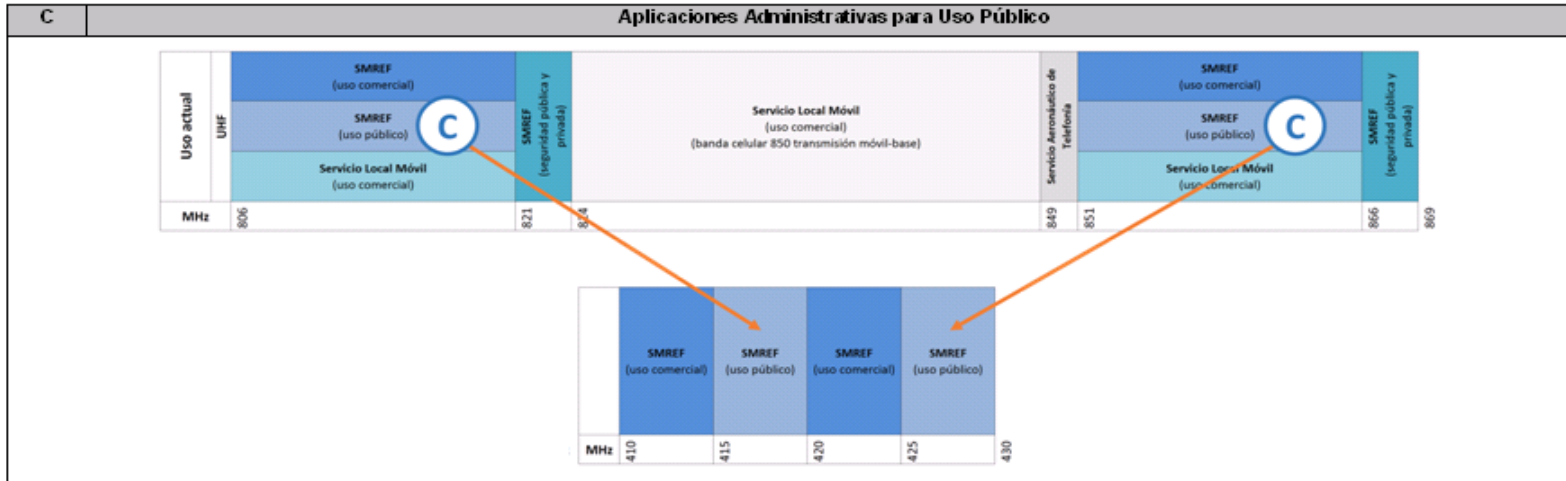 C
Aplicaciones Administrativas para Uso Público
Uso actual
UHF
SMREF
(uso comercial)
SMREF
(uso público)
C
Servicio Local Móvil
(uso comercial)
SMREF
(seguridad pública y
privada)
Servicio Local Móvil
(uso comercial)
(banda celular 850 transmisión móvil-base)
Servicio Aeronáutico de
Telefonía
SMREF
(uso comercial)
SMREF
(uso público)
C
Servicio Local Móvil
(uso comercial)
SMREF
(seguridad pública y
privada)
MHz
806
821
824
849
851
866
869
SMREF
(uso comercial)
SMREF
(uso público)
SMREF
(uso comercial)
SMREF
(uso público)
MHz
410
415
420
425
430